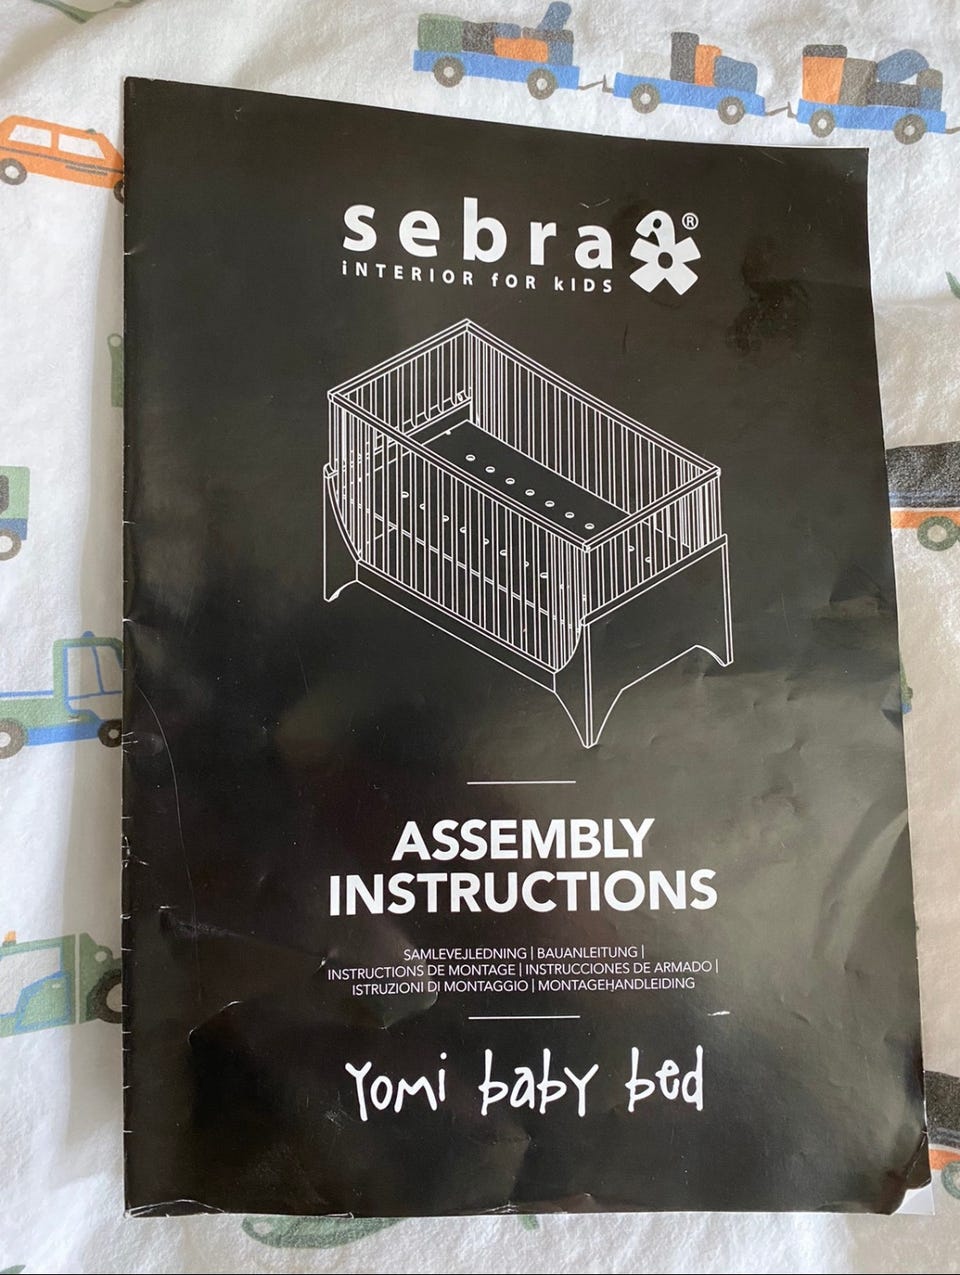 sebra®
iNTERIOR fOR kIDS
ASSEMBLY
INSTRUCTIONS
SAMLEVEJLEDNING | BAUANLEITUNG |
INSTRUCTIONS DE MONTAGE | INSTRUCCIONES DE ARMADO |
ISTRUZIONI DI MONTAGGIO | MONTAGEHANDLEIDING
Yomi baby bed